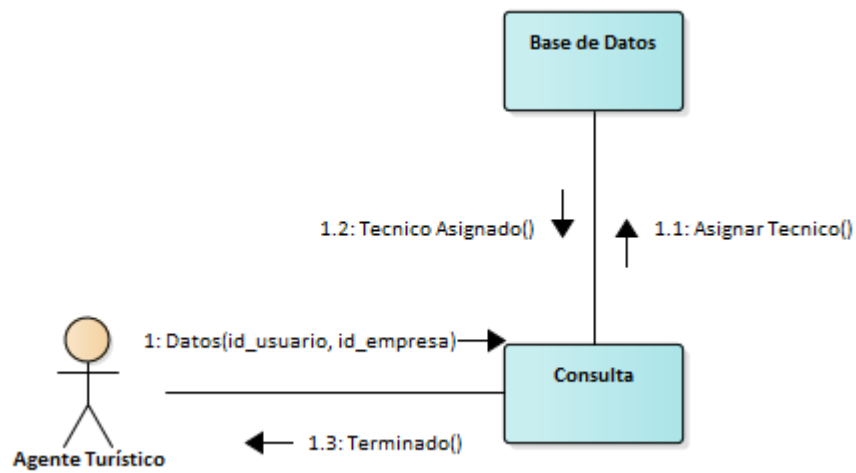 Base de Datos
1.2: Tecnico Asignado()
1.1: Asignar Tecnico()
1: Datos(id_usuario, id_empresa)
Consulta
1.3: Terminado()
Agente Turístico